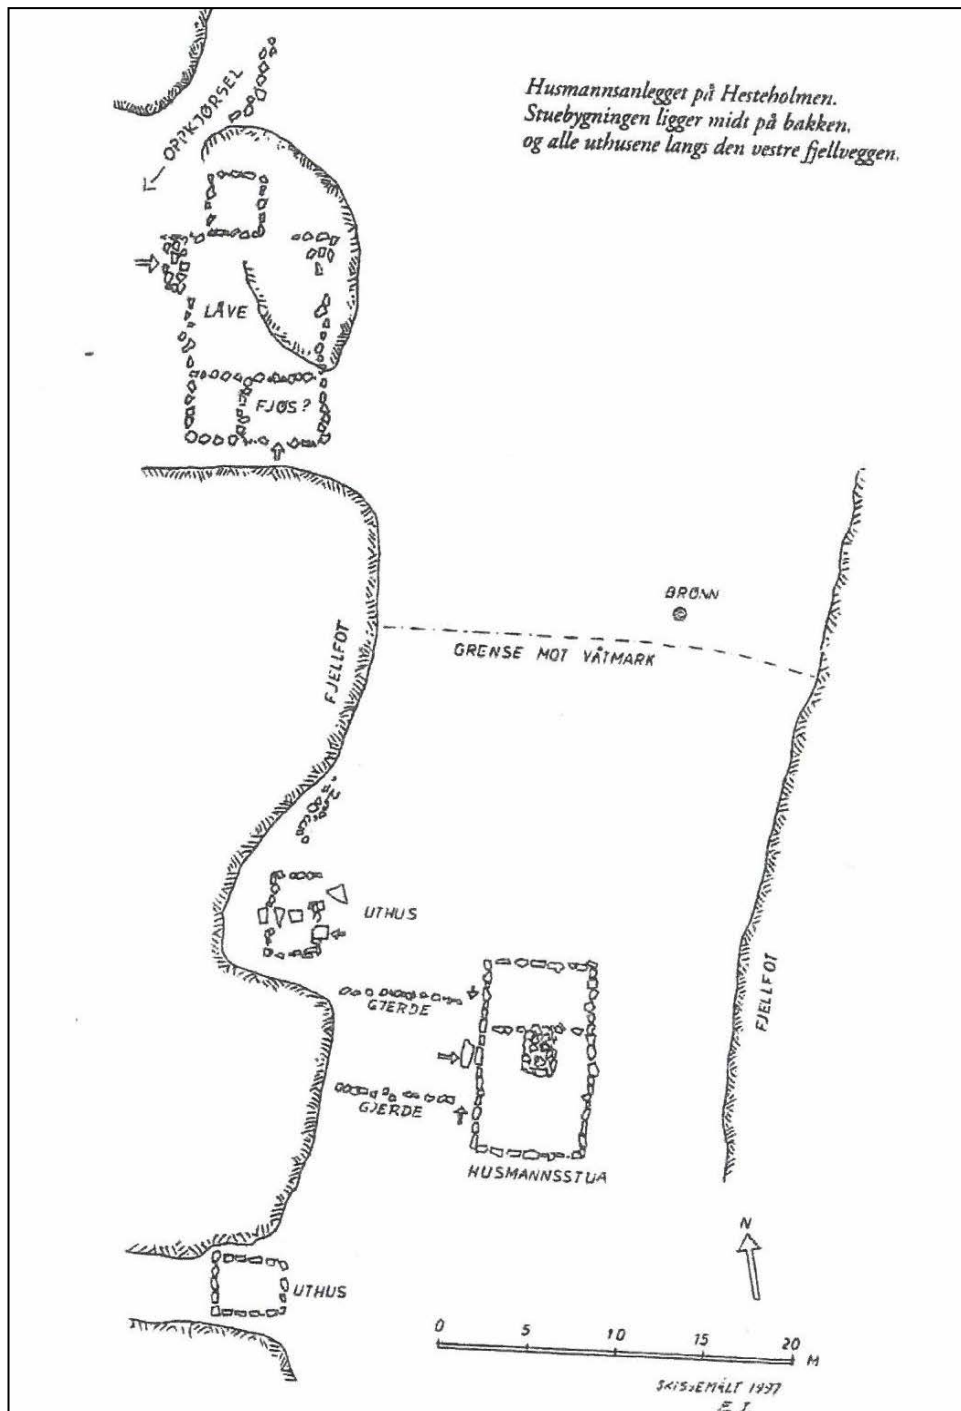 Husmannsanlegget på Hesteholmen.
Stuebygningen ligger midt på bakken,
og alle uthusene langs den vestre fjellveggen.
OPPKJØRSEL
LÅVE
FJØS?
BRØNN
GRENSE MOT VÅTMARK
FJELLFOT
UTHUS
GJERDE
FJELLFOT
GJERDE
HUSMANNSSTUA
N
UTHUS
0 5 10 15 20 M
SKISSEMÅLT 1997